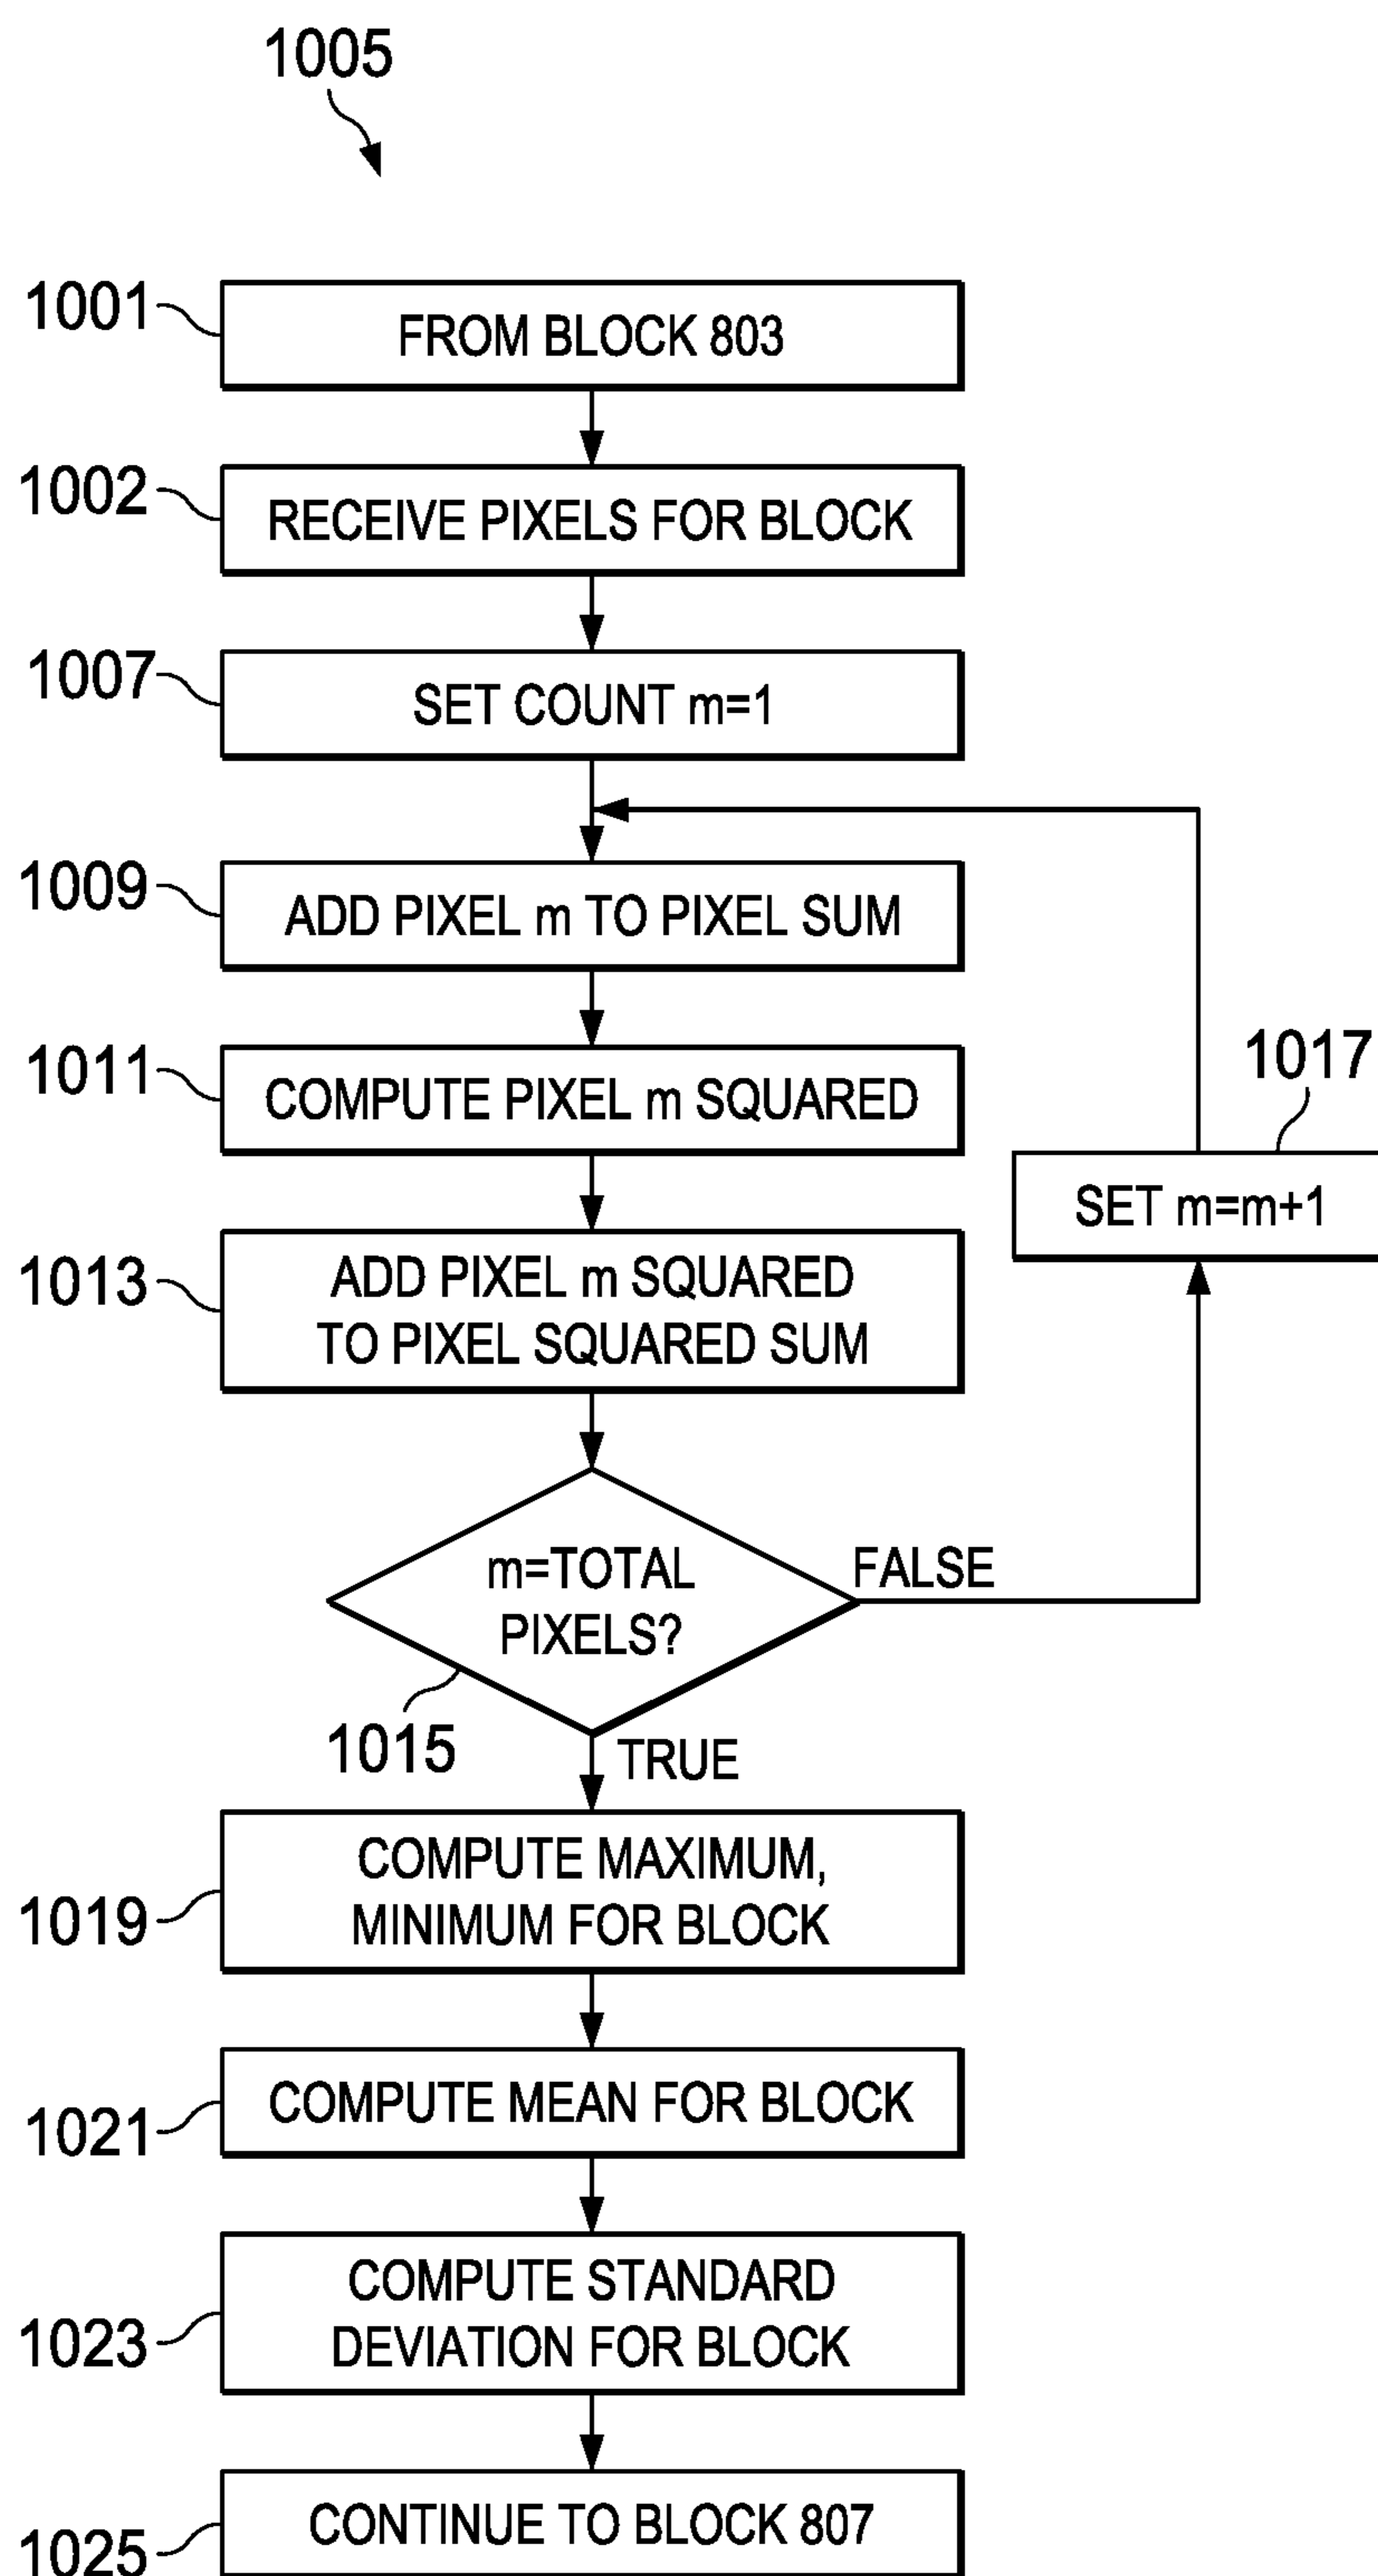 1005
1001
FROM BLOCK 803
1002
RECEIVE PIXELS FOR BLOCK
1007
SET COUNT m=1
1009
ADD PIXEL m TO PIXEL SUM
1011
COMPUTE PIXEL m SQUARED
1017
SET m=m+1
1013
ADD PIXEL m SQUARED
TO PIXEL SQUARED SUM
m=TOTAL
PIXELS?
FALSE
1015
TRUE
1019
COMPUTE MAXIMUM,
MINIMUM FOR BLOCK
1021
COMPUTE MEAN FOR BLOCK
1023
COMPUTE STANDARD
DEVIATION FOR BLOCK
1025
CONTINUE TO BLOCK 807